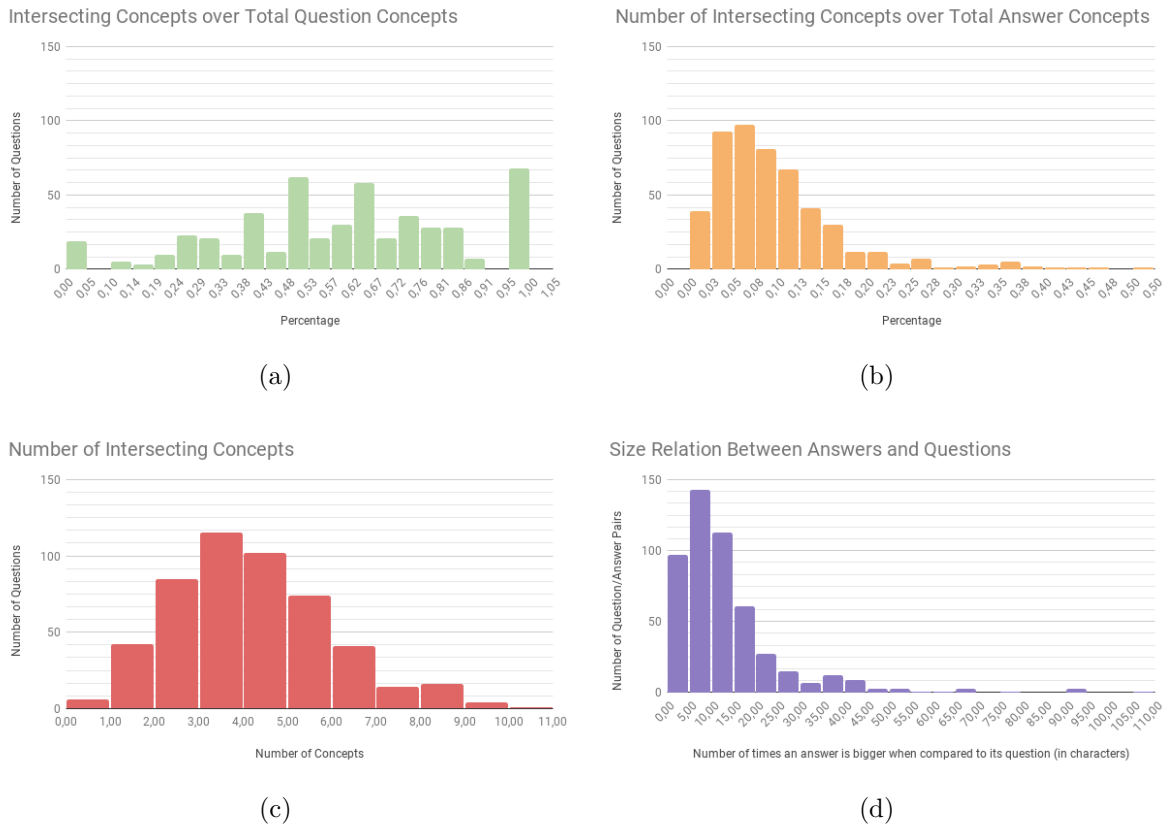 Intersecting Concepts over Total Question Concepts
150
100
50
0
Number of Questions
0,00 0,05 0,10 0,14 0,19 0,24 0,29 0,33 0,38 0,43 0,48 0,53 0,57 0,62 0,67 0,72 0,76 0,81 0,86 0,91 0,95 1,00 1,05
Percentage
(a)
Number of Intersecting Concepts over Total Answer Concepts
150
100
50
0
Number of Questions
0,00 0,00 0,03 0,05 0,08 0,10 0,13 0,15 0,18 0,20 0,23 0,25 0,28 0,30 0,33 0,35 0,38 0,40 0,43 0,45 0,48 0,50 0,50
Percentage
(b)
Number of Intersecting Concepts
150
100
50
0
Number of Questions
0,00 1,00 2,00 3,00 4,00 5,00 6,00 7,00 8,00 9,00 10,00 11,00
Number of Concepts
(c)
Size Relation Between Answers and Questions
150
100
50
0
Number of Question/Answer Pairs
0,00 5,00 10,00 15,00 20,00 25,00 30,00 35,00 40,00 45,00 50,00 55,00 60,00 65,00 70,00 75,00 80,00 85,00 90,00 95,00 100,00 105,00 110,00
Number of times an answer is bigger when compared to its question (in characters)
(d)